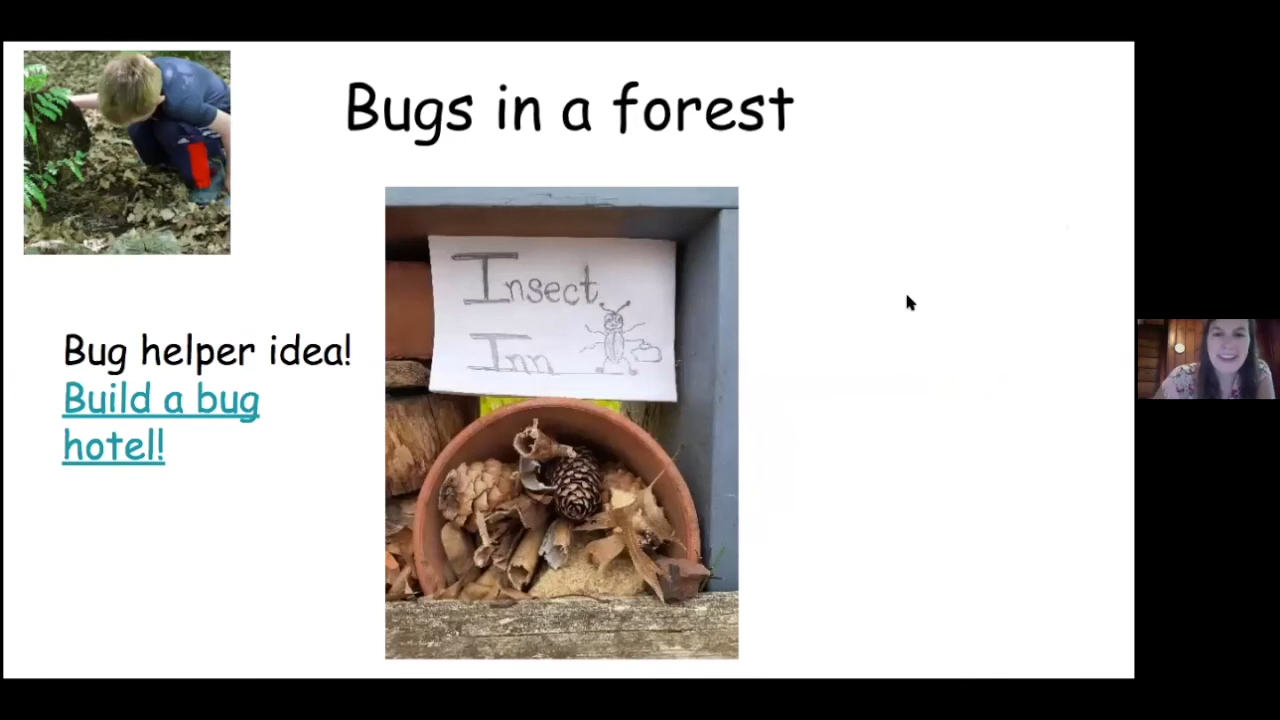 Bugs in a forest
Insect
Inn
Bug helper idea!
Build a bug
hotel!